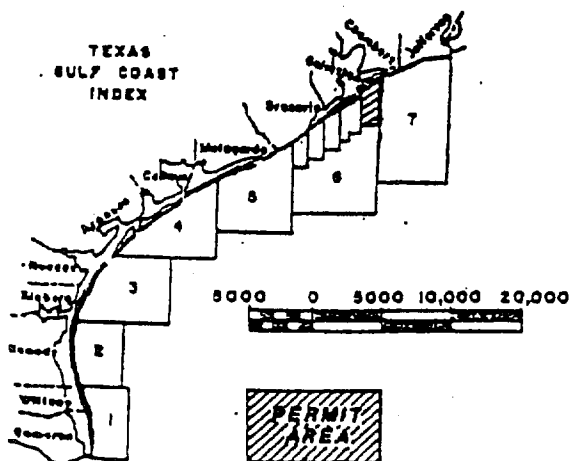 TEXAS
GULF COAST
INDEX
Chambers
Jefferson
Galveston
Brazoria
Matagorda
Calhoun
Aransas
Nueces
Kleberg
Kenedy
Willacy
Cameron
7
6
5
4
3
2
1
5000 0 5000 10,000 20,000
PERMIT
AREA